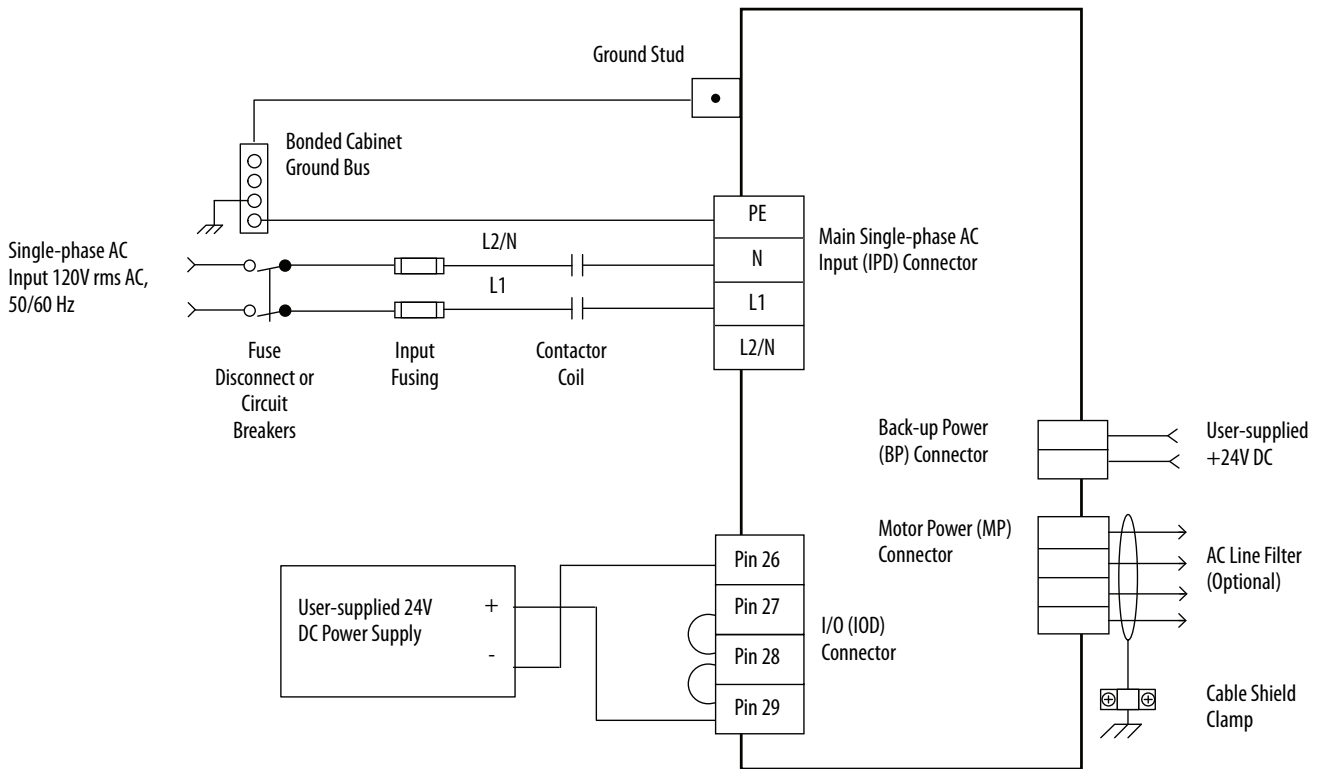 Ground Stud
Bonded Cabinet
Ground Bus
Single-phase AC
Input 120V rms AC,
50/60 Hz
L2/N
L1
Fuse
Disconnect or
Circuit
Breakers
Input
Fusing
Contactor
Coil
PE
N
L1
L2/N
Main Single-phase AC
Input (IPD) Connector
Back-up Power
(BP) Connector
User-supplied
+24V DC
Motor Power (MP)
Connector
AC Line Filter
(Optional)
Cable Shield
Clamp
User-supplied 24V
DC Power Supply
+
-
Pin 26
Pin 27
Pin 28
Pin 29
I/O (IOD)
Connector